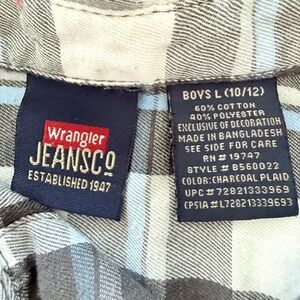 Wrangler
JEANSCO
ESTABLISHED 1947
BOYS L (10/12)
60% COTTON
40% POLYESTER
EXCLUSIVE OF DECORATION
MADE IN BANGLADESH
SEE SIDE FOR CARE
RN# 19747
STYLE # B560022
COLOR: CHARCOAL PLAID
UPC# 72821333969
CPSIA# L728213339693